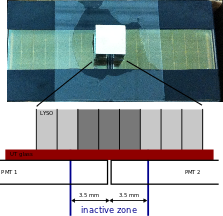 LYSO
PMT 1
PMT 2
3.5 mm
3.5 mm
inactive zone